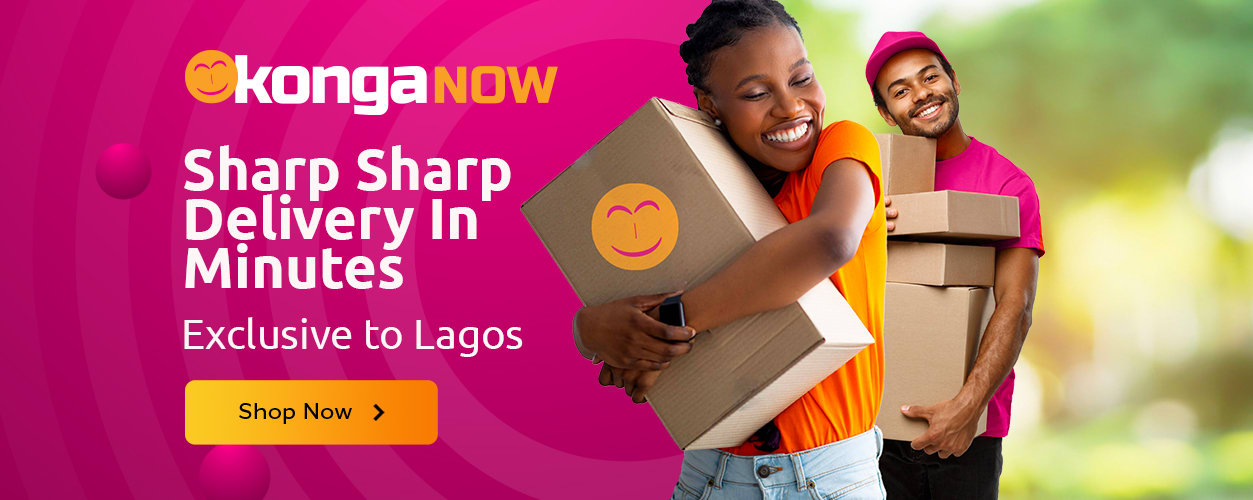 kongaNOW
Sharp Sharp
Delivery In
Minutes
Exclusive to Lagos
Shop Now